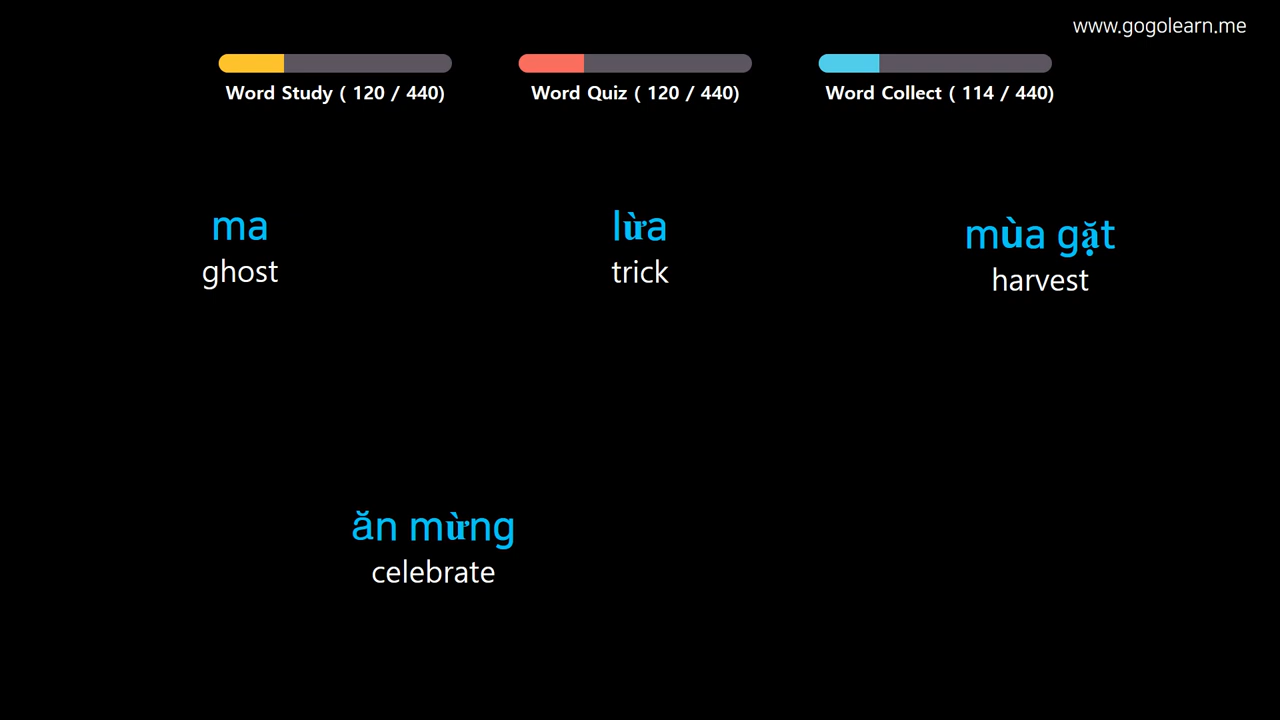 www.gogolearn.me
Word Study ( 120 / 440)
Word Quiz ( 120 / 440)
Word Collect ( 114 / 440)
ma
ghost
lừa
trick
mùa gặt
harvest
ăn mừng
celebrate